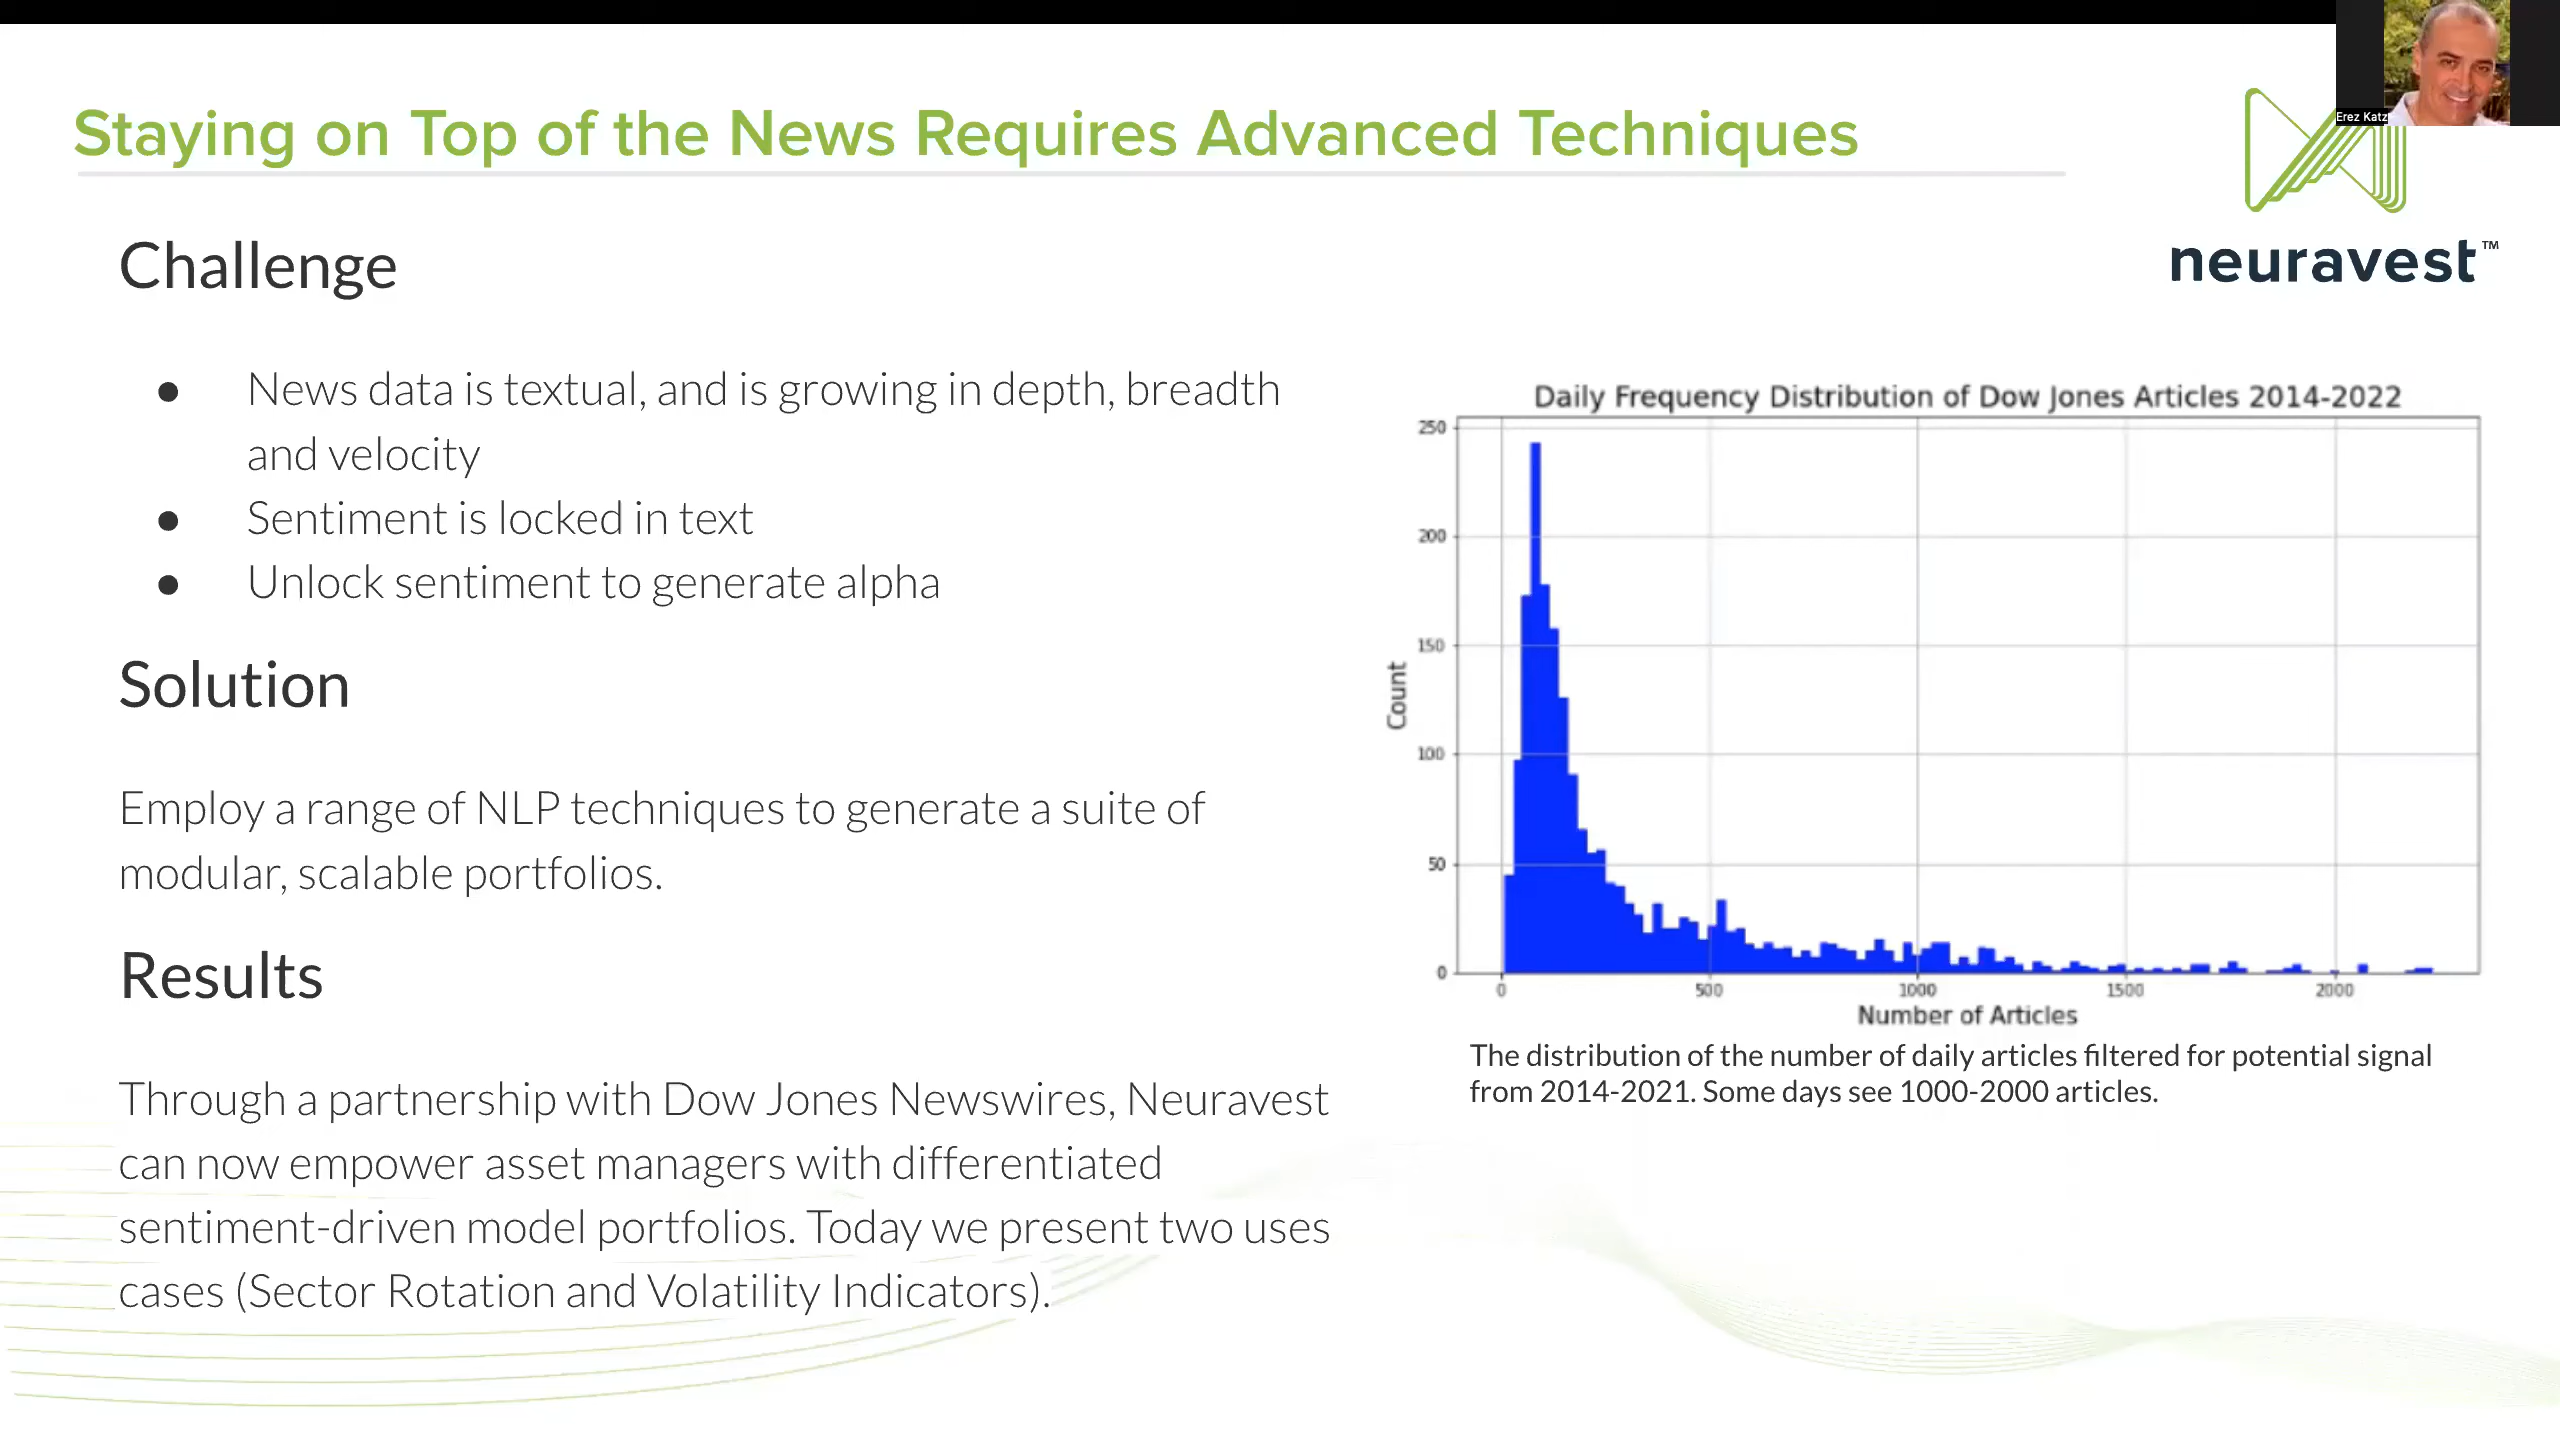 Erez Katz
Staying on Top of the News Requires Advanced Techniques
neuravest™
Challenge
● News data is textual, and is growing in depth, breadth
and velocity
● Sentiment is locked in text
● Unlock sentiment to generate alpha
Solution
Employ a range of NLP techniques to generate a suite of
modular, scalable portfolios.
Results
Through a partnership with Dow Jones Newswires, Neuravest
can now empower asset managers with differentiated
sentiment-driven model portfolios. Today we present two uses
cases (Sector Rotation and Volatility Indicators).
Daily Frequency Distribution of Dow Jones Articles 2014-2022
250
200
150
100
50
0
Count
0 500 1000 1500 2000
Number of Articles
The distribution of the number of daily articles filtered for potential signal
from 2014-2021. Some days see 1000-2000 articles.